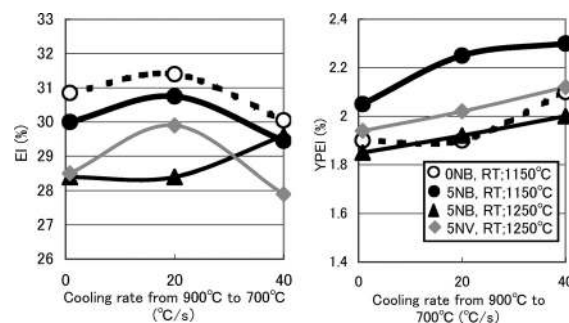 33
32
31
30
29
28
27
26
EI (%)
0
20
40
Cooling rate from 900℃ to 700℃
(℃/s)
2.4
2.2
2
1.8
1.6
1.4
YPEI (%)
0NB, RT;1150℃
5NB, RT;1150℃
5NB, RT;1250℃
5NV, RT;1250℃
0
20
40
Cooling rate from 900℃ to
700℃(℃/s)